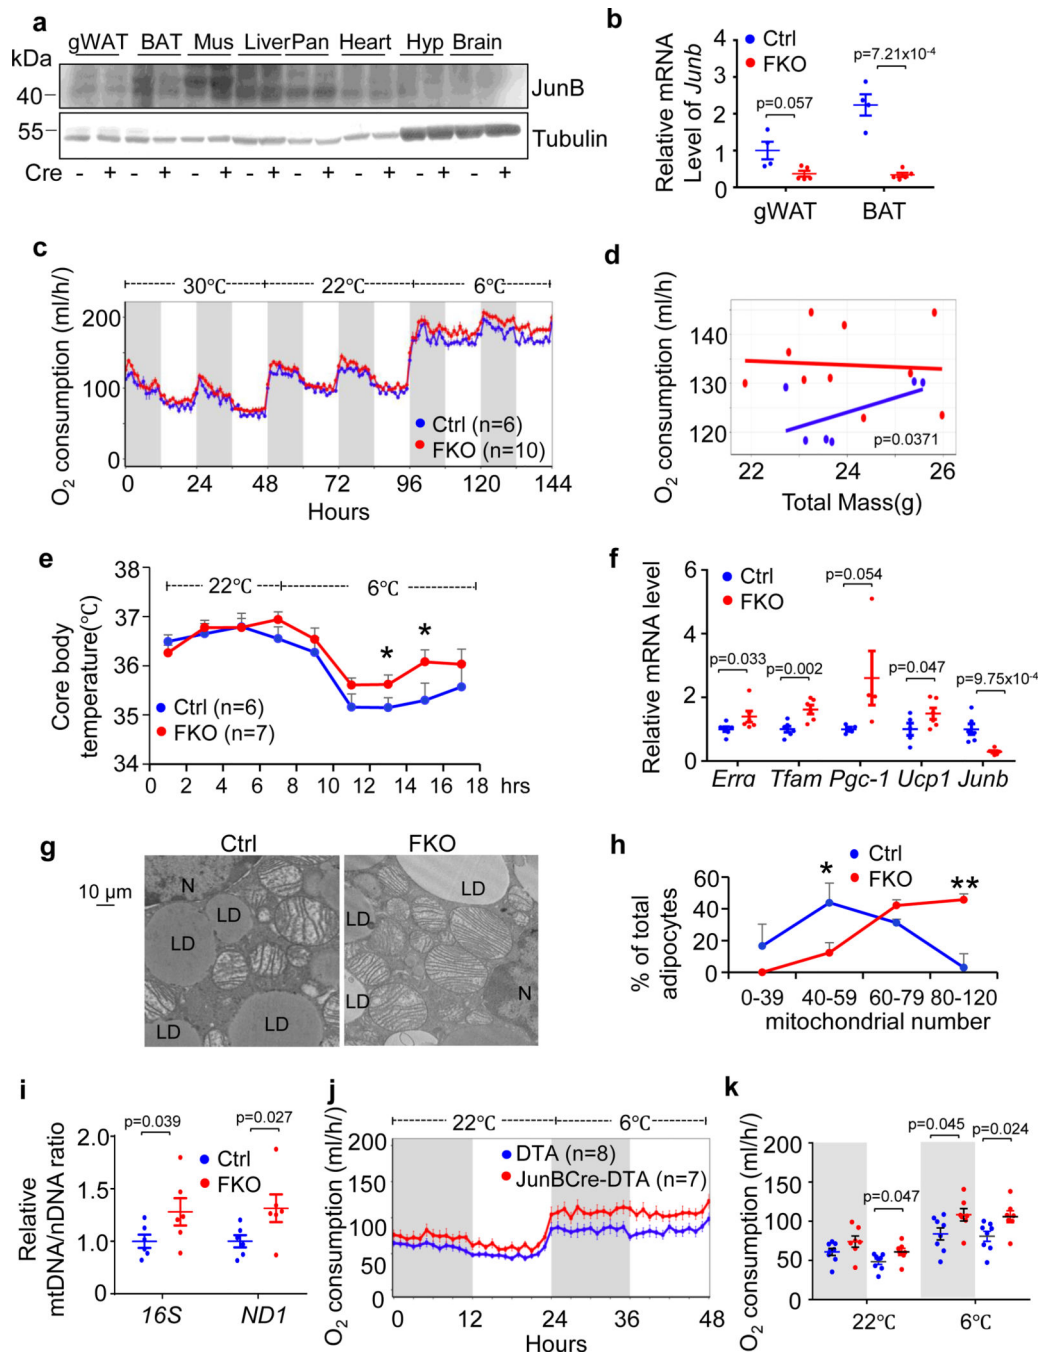 a
gWAT BAT Mus LiverPan Heart Hyp Brain
kDa
40
JunB
55
Tubulin
Cre - + - + - + - + - + - + - + - +
b
Relative mRNA
Level of Junb
4
3
2
1
0
Ctrl
FKO
p=7.21x10-4
p=0.057
gWAT BAT
c
O2 consumption (ml/h/)
30°C 22°C 6°C
200
100
0
Ctrl (n=6)
FKO (n=10)
0 24 48 72 96 120 144
Hours
d
O2 consumption (ml/h)
140
130
120
p=0.0371
22 24 26
Total Mass(g)
e
Core body
temperature(°C)
38
37
36
35
34
22°C 6°C
* *
Ctrl (n=6)
FKO (n=7)
0 2 4 6 8 10 12 14 16 18 hrs
f
Relative mRNA level
6
4
2
0
Ctrl
FKO
p=0.054
p=0.033 p=0.002 p=0.047 p=9.75x10-4
Errα Tfam Pgc-1 Ucp1 Junb
g
Ctrl FKO
10 µm
N
LD
LD
LD
LD
LD
LD
LD
N
h
% of total
adipocytes
60
40
20
0
Ctrl
FKO
* **
0-39 40-59 60-79 80-120
mitochondrial number
i
Relative
mtDNA/nDNA ratio
2.0
1.5
1.0
0.0
p=0.039 p=0.027
Ctrl
FKO
16S ND1
j
O2 consumption (ml/h/)
22°C 6°C
200
150
100
50
0
DTA (n=8)
JunBCre-DTA (n=7)
0 12 24 36 48
Hours
k
O2 consumption (ml/h/)
200
150
100
50
0
p=0.045 p=0.024
p=0.047
22°C 6°C